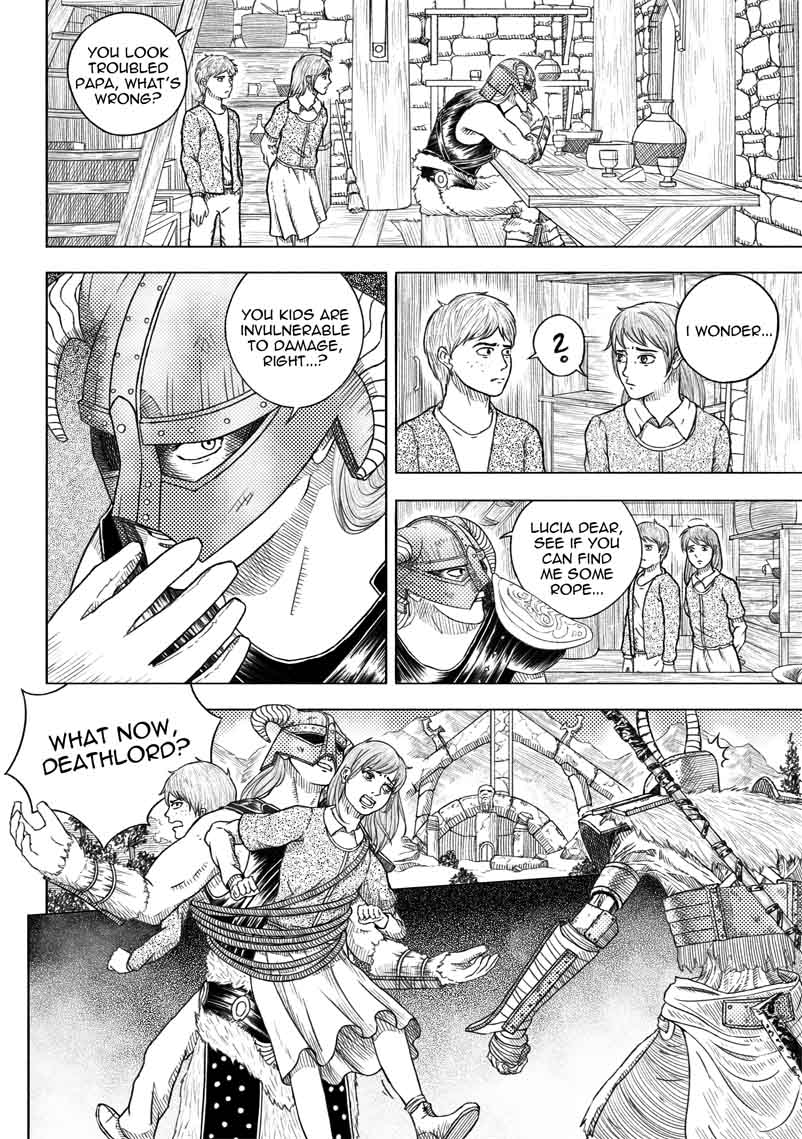 YOU LOOK
TROUBLED
PAPA, WHAT'S
WRONG?
YOU KIDS ARE
INVULNERABLE
TO DAMAGE,
RIGHT...?
?
I WONDER...
LUCIA DEAR,
SEE IF YOU
CAN FIND
ME SOME
ROPE...
WHAT NOW,
DEATHLORD?